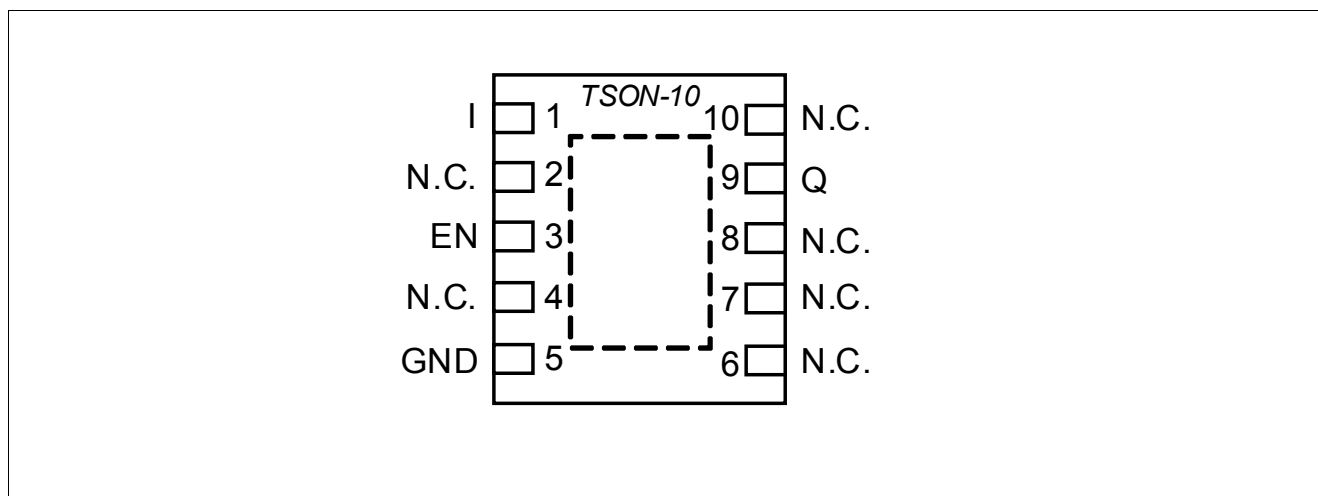 TSON-10
I 1 10 N.C.
N.C. 2 9 Q
EN 3 8 N.C.
N.C. 4 7 N.C.
GND 5 6 N.C.